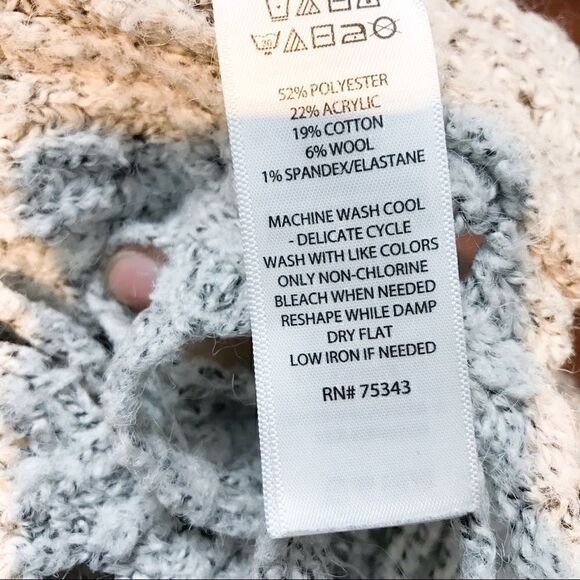 52% POLYESTER
22% ACRYLIC
19% COTTON
6% WOOL
1% SPANDEX/ELASTANE
MACHINE WASH COOL
- DELICATE CYCLE
WASH WITH LIKE COLORS
ONLY NON-CHLORINE
BLEACH WHEN NEEDED
RESHAPE WHILE DAMP
DRY FLAT
LOW IRON IF NEEDED
RN# 75343